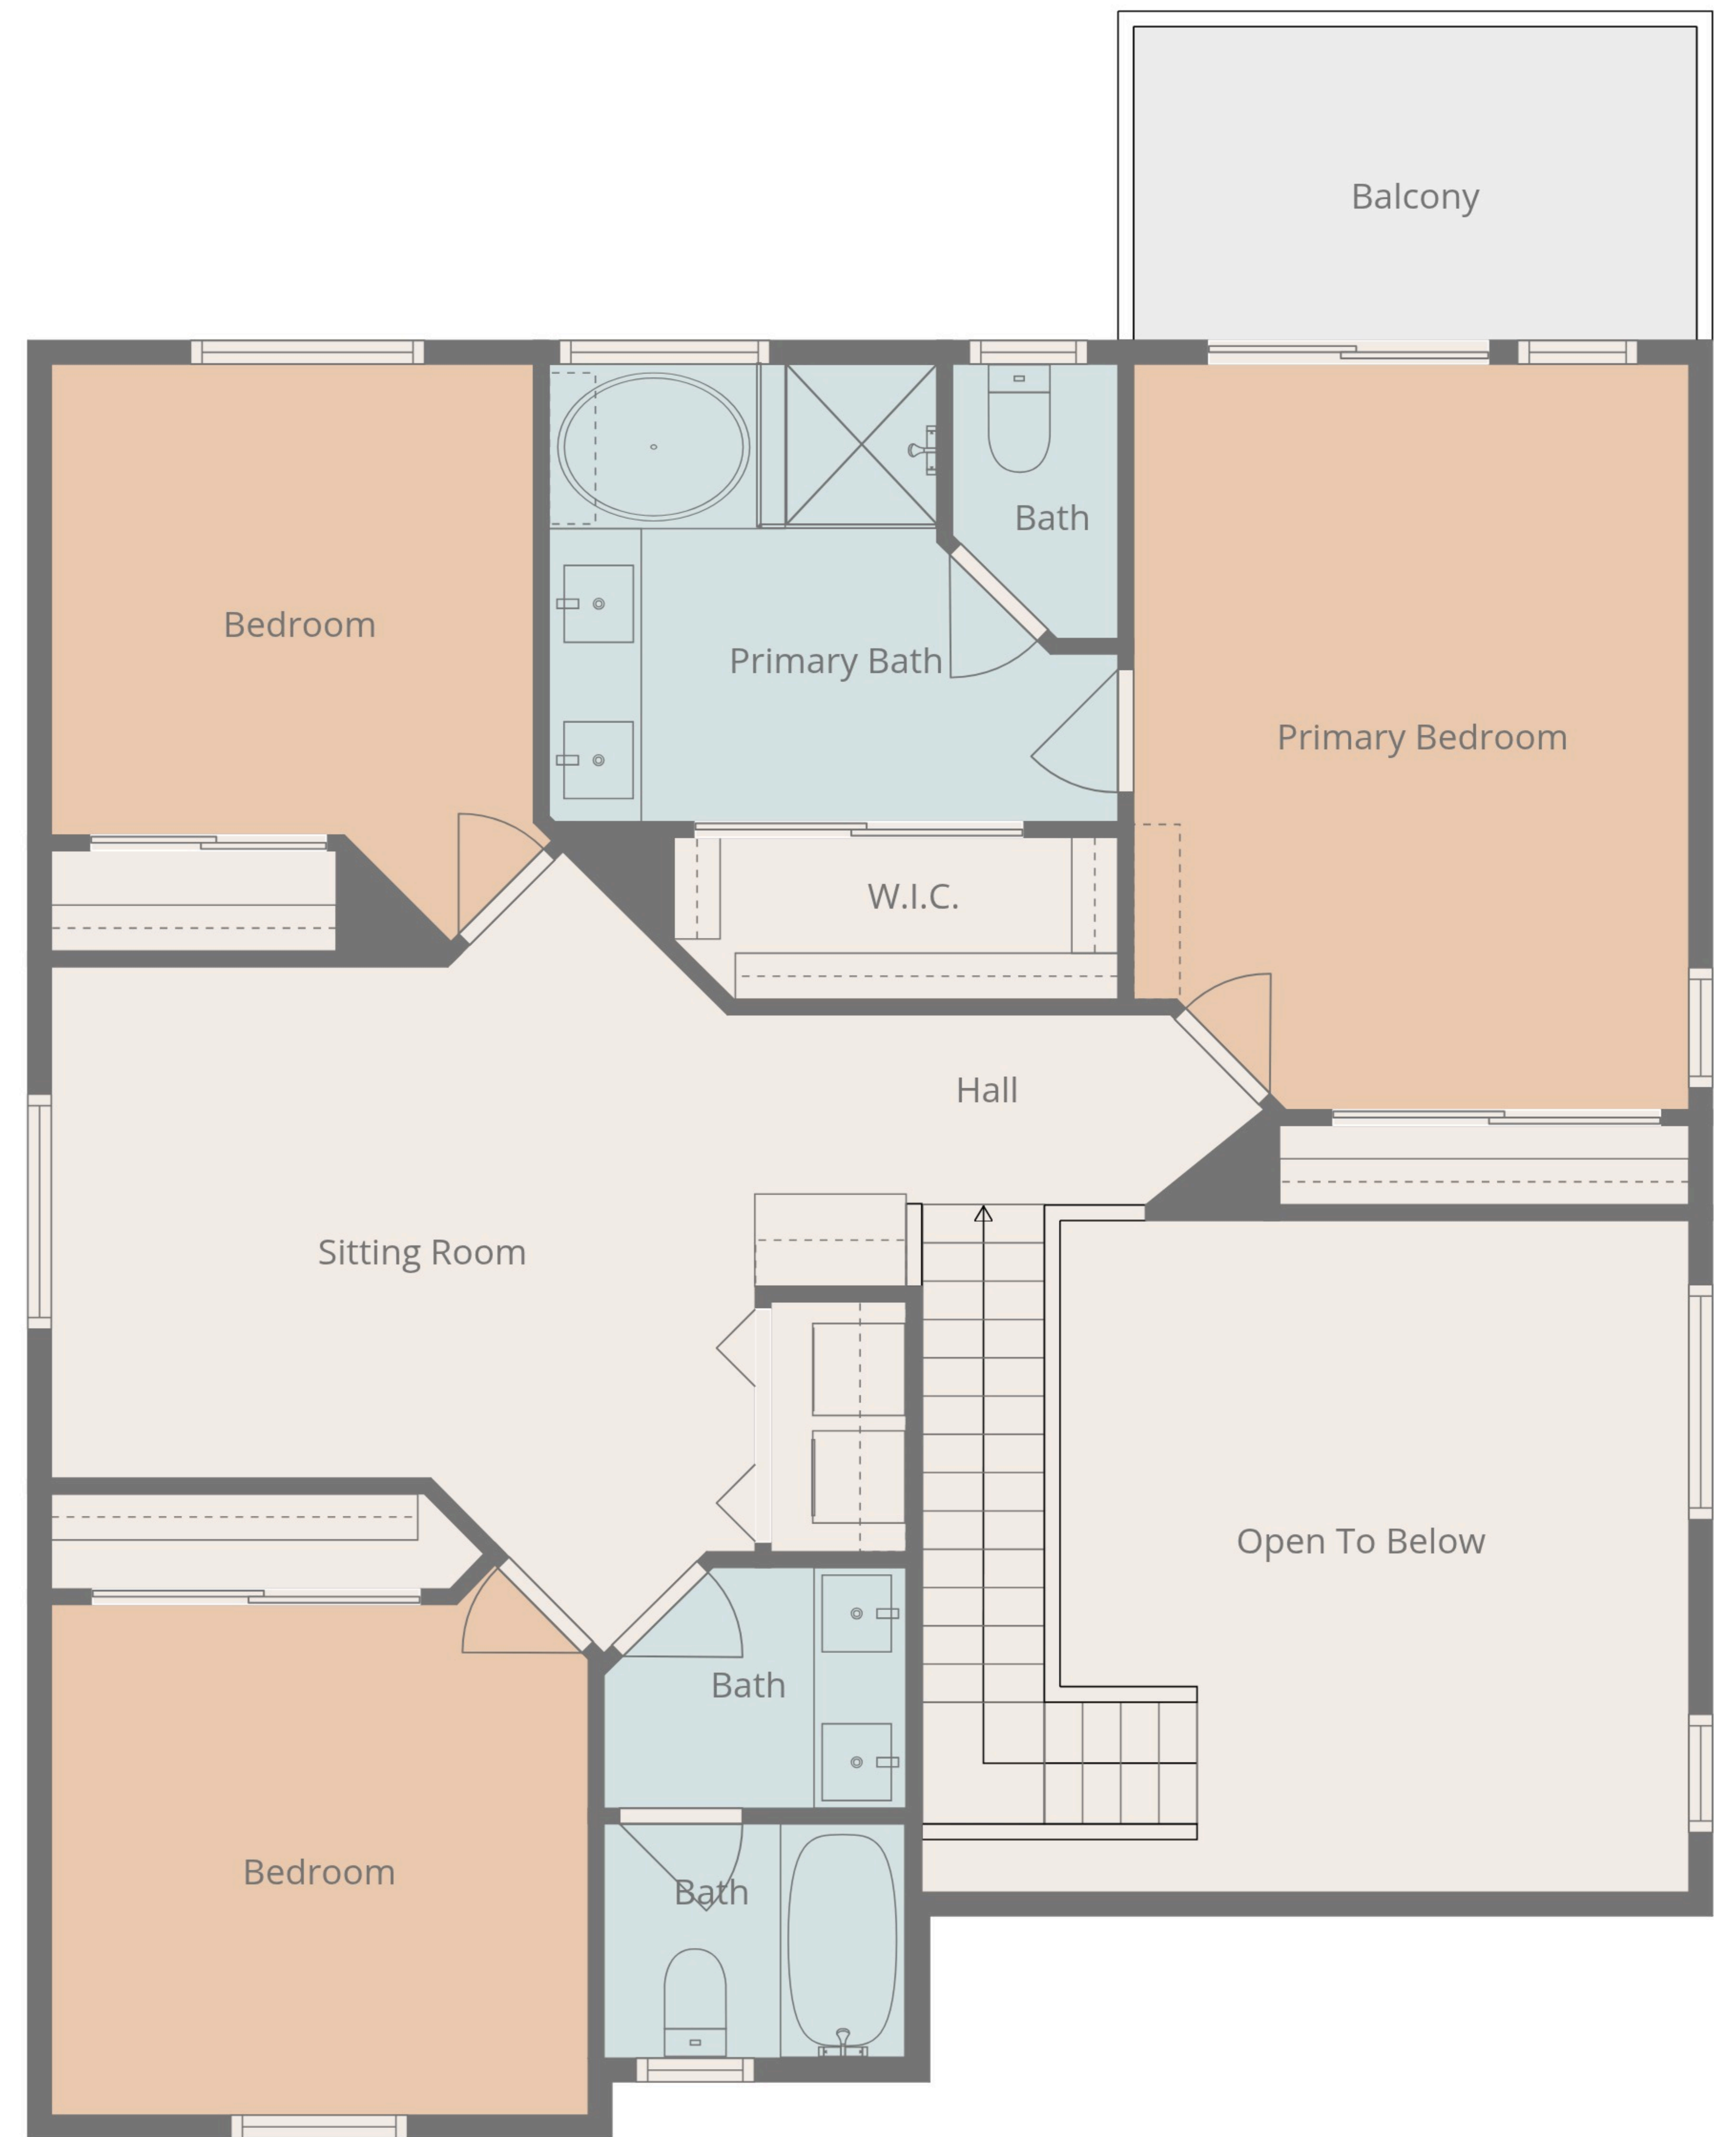 Balcony
Bath
Bedroom
Primary Bath
Primary Bedroom
W.I.C.
Hall
Sitting Room
Open To Below
Bath
Bedroom
Bath